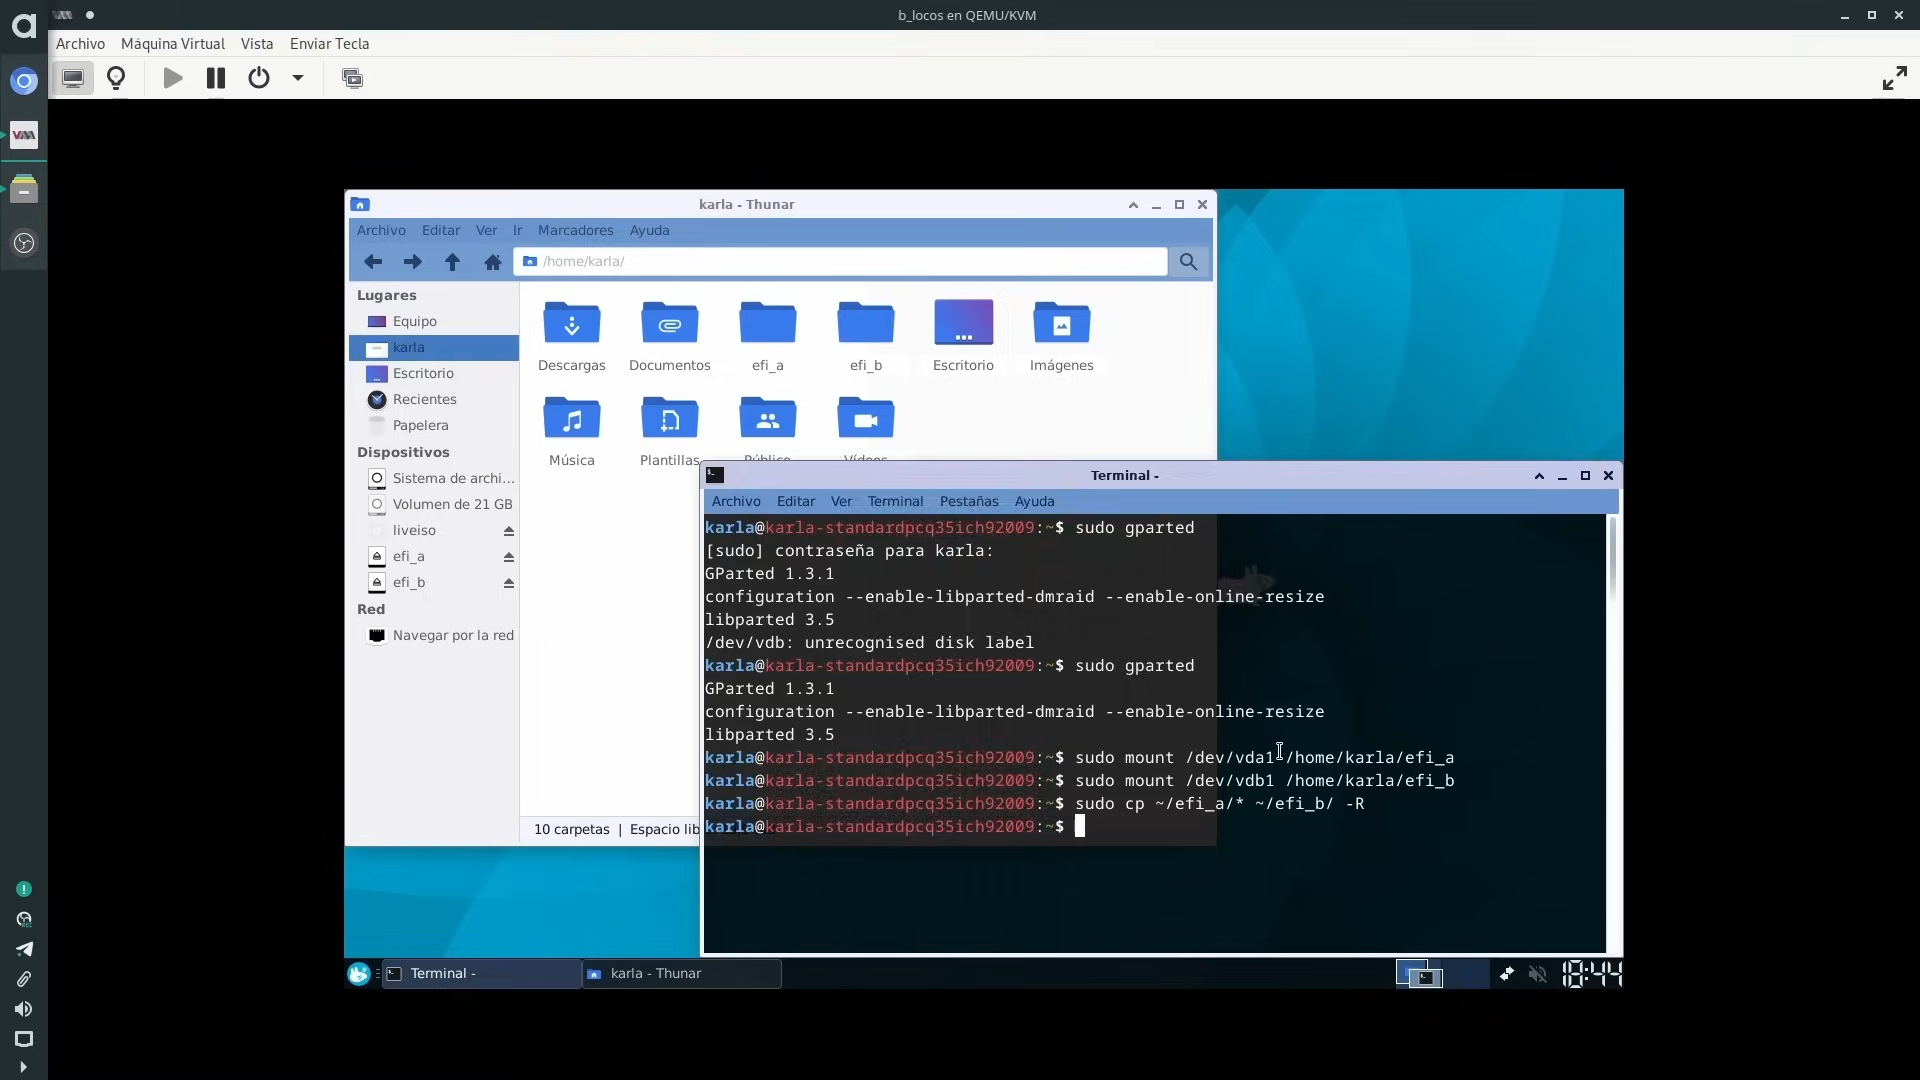 b_locos en QEMU/KVM
Archivo Máquina Virtual Vista Enviar Tecla
karla - Thunar
Archivo Editar Ver Ir Marcadores Ayuda
/home/karla/
Lugares
Equipo
karla
Escritorio
Recientes
Papelera
Dispositivos
Sistema de archi...
Volumen de 21 GB
liveiso
efi_a
efi_b
Red
Navegar por la red
Descargas Documentos efi_a efi_b Escritorio Imágenes
Música Plantillas Público Vídeos
10 carpetas | Espacio lib
Terminal -
Archivo Editar Ver Terminal Pestañas Ayuda
karla@karla-standardpcq35ich92009:~$ sudo gparted
[sudo] contraseña para karla:
GParted 1.3.1
configuration --enable-libparted-dmraid --enable-online-resize
libparted 3.5
/dev/vdb: unrecognised disk label
karla@karla-standardpcq35ich92009:~$ sudo gparted
GParted 1.3.1
configuration --enable-libparted-dmraid --enable-online-resize
libparted 3.5
karla@karla-standardpcq35ich92009:~$ sudo mount /dev/vda1 /home/karla/efi_a
karla@karla-standardpcq35ich92009:~$ sudo mount /dev/vdb1 /home/karla/efi_b
karla@karla-standardpcq35ich92009:~$ sudo cp ~/efi_a/* ~/efi_b/ -R
karla@karla-standardpcq35ich92009:~$
Terminal - karla - Thunar 18:44